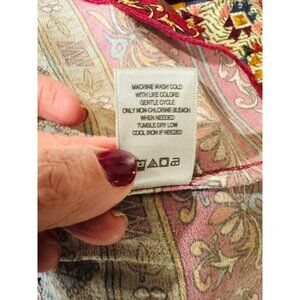 MACHINE WASH COLD
WITH LIKE COLORS
GENTLE CYCLE
ONLY NON-CHLORINE BLEACH
WHEN NEEDED
TUMBLE DRY LOW
COOL IRON IF NEEDED